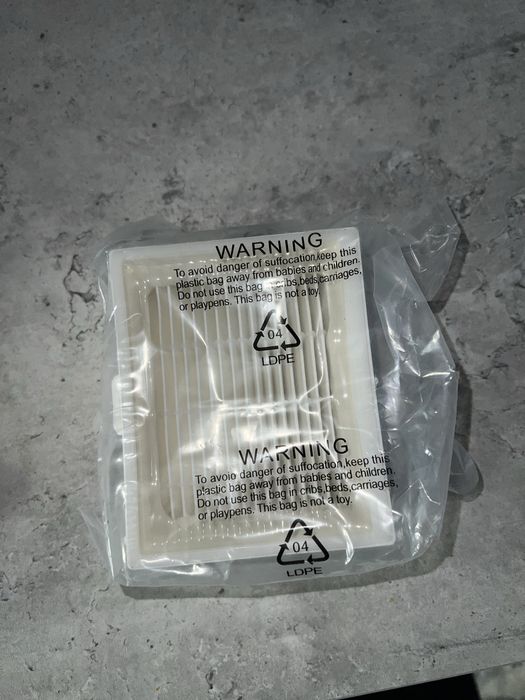 WARNING
To avoid danger of suffocation,keep this
plastic bag away from babies and children.
Do not use this bag in cribs,beds,carriages,
or playpens. This bag is not a toy.
04
LDPE
WARNING
To avoid danger of suffocation,keep this
plastic bag away from babies and children.
Do not use this bag in cribs,beds,carriages,
or playpens. This bag is not a toy.
04
LDPE